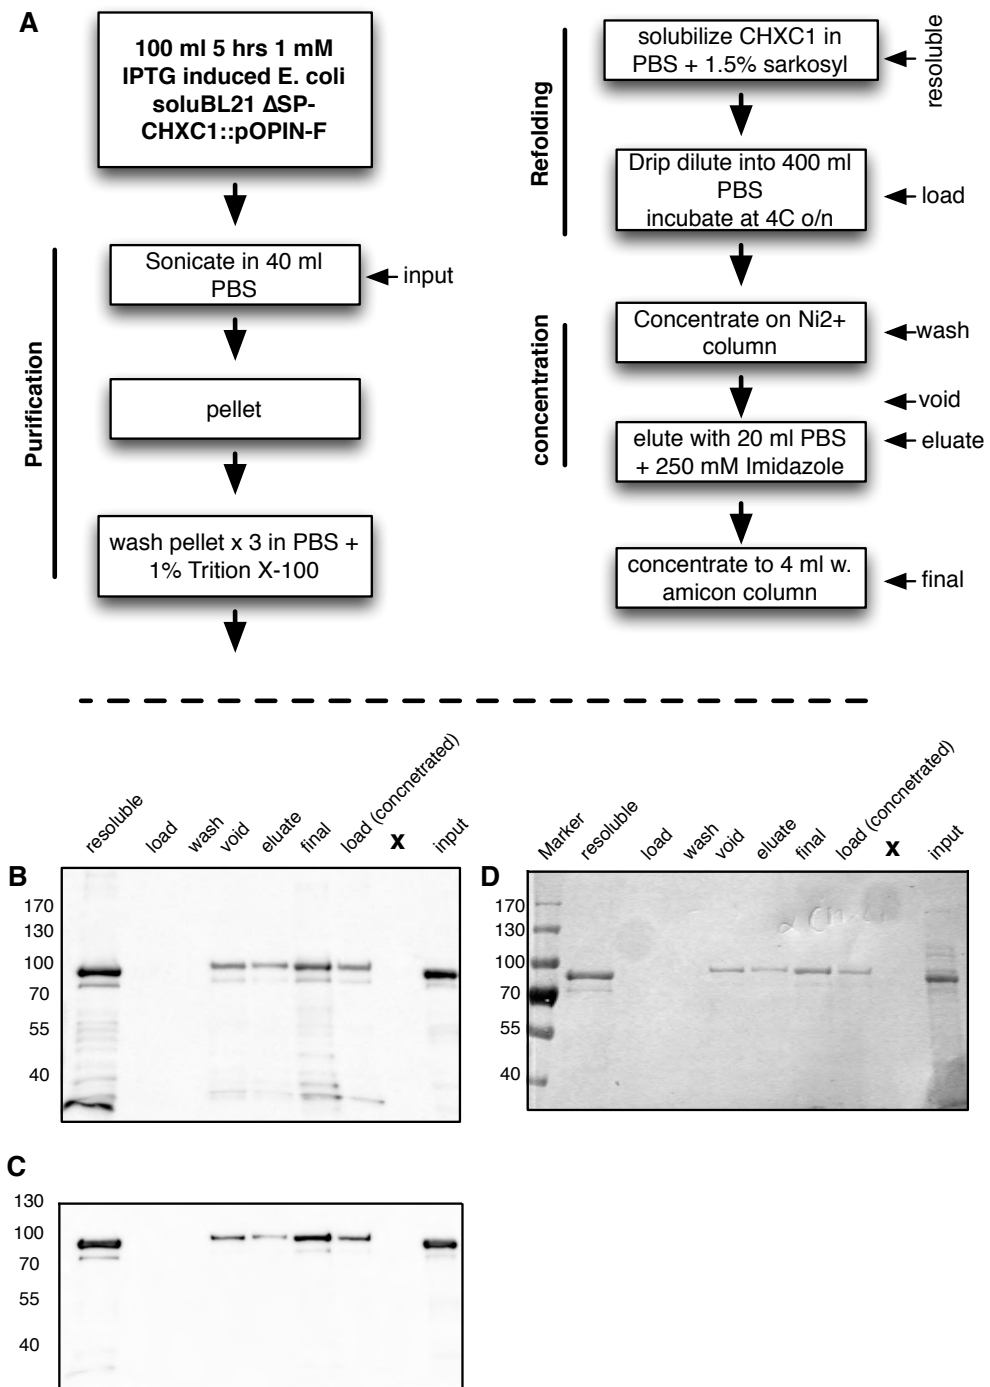 A
100 ml 5 hrs 1 mM
IPTG induced E. coli
soluBL21 ΔSP-
CHXC1::pOPIN-F
Purification
Sonicate in 40 ml
PBS
input
pellet
wash pellet x 3 in PBS +
1% Trition X-100
Refolding
solubilize CHXC1 in
PBS + 1.5% sarkosyl
resoluble
Drip dilute into 400 ml
PBS
incubate at 4C o/n
load
concentration
Concentrate on Ni2+
column
wash
void
elute with 20 ml PBS
+ 250 mM Imidazole
eluate
concentrate to 4 ml w.
amicon column
final
B
resoluble
load
wash
void
eluate
final
load (concnetrated)
x
input
170
130
100
70
55
40
D
Marker
resoluble
load
wash
void
eluate
final
load (concnetrated)
x
input
170
130
100
70
55
40
C
130
100
70
55
40